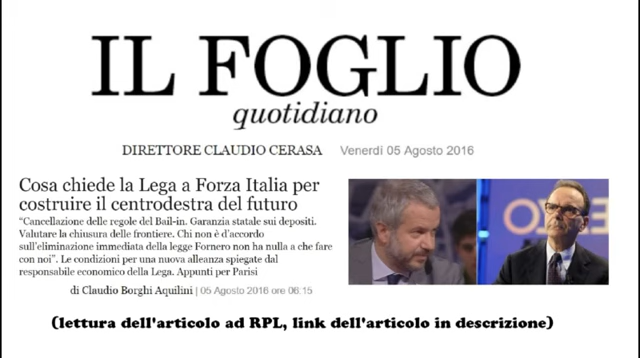 IL FOGLIO
quotidiano
DIRETTORE CLAUDIO CERASA Venerdì 05 Agosto 2016
Cosa chiede la Lega a Forza Italia per
costruire il centrodestra del futuro
“Cancellazione delle regole del Bail-in. Garanzia statale sui depositi.
Valutare la chiusura delle frontiere. Chi non è d’accordo
sull’eliminazione immediata della legge Fornero non ha nulla a che fare
con noi”. Le condizioni per una nuova alleanza spiegate dal
responsabile economico della Lega. Appunti per Parisi
di Claudio Borghi Aquilini | 05 Agosto 2016 ore 06:15
(lettura dell'articolo ad RPL, link dell'articolo in descrizione)